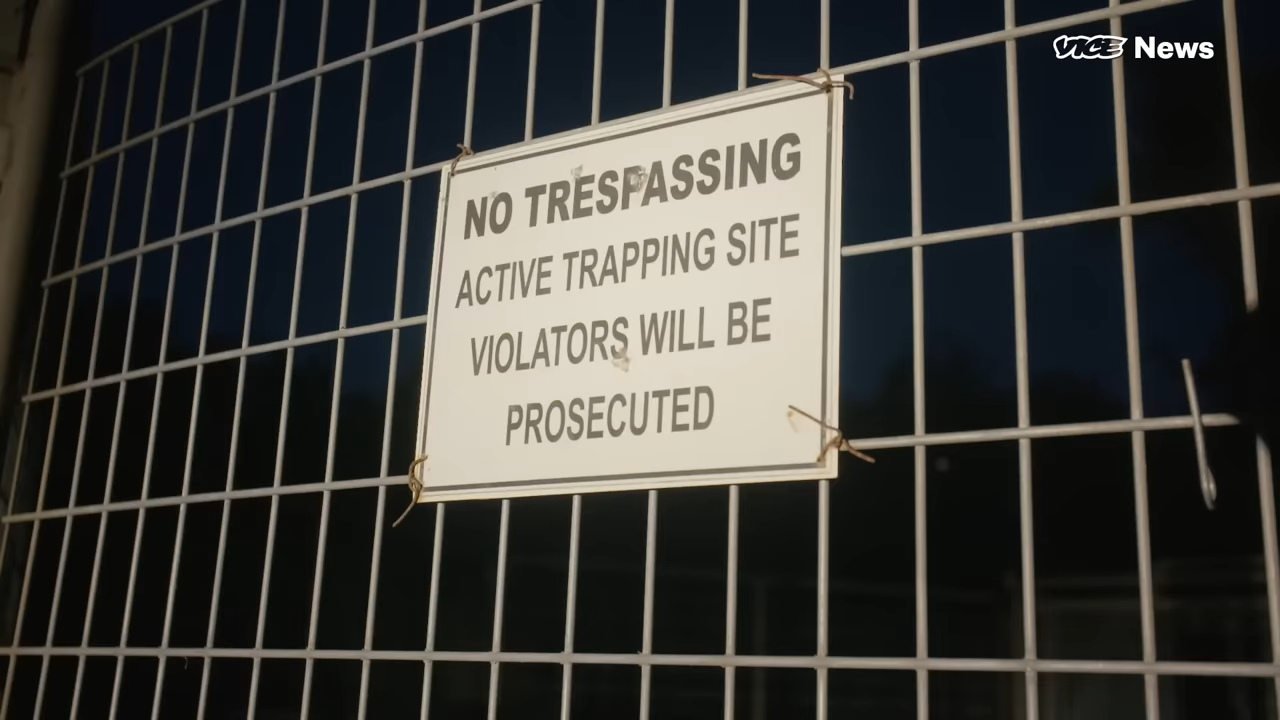 VICE News
NO TRESPASSING
ACTIVE TRAPPING SITE
VIOLATORS WILL BE
PROSECUTED